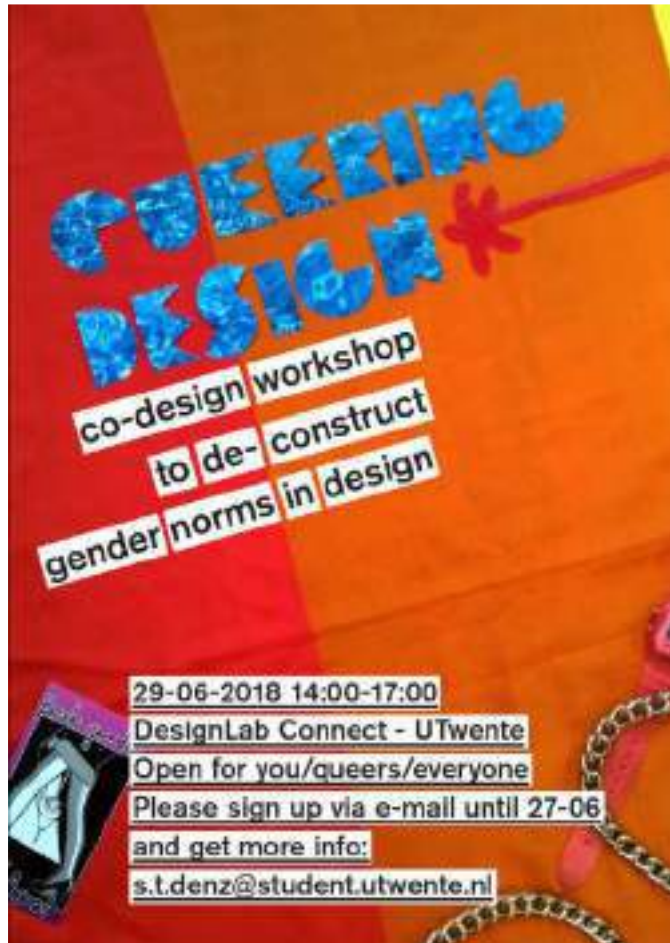 QUEERING
DESIGN*
co-design workshop
to de-construct
gender norms in design
29-06-2018 14:00-17:00
DesignLab Connect - UTwente
Open for you/queers/everyone
Please sign up via e-mail until 27-06
and get more info:
s.t.denz@student.utwente.nl